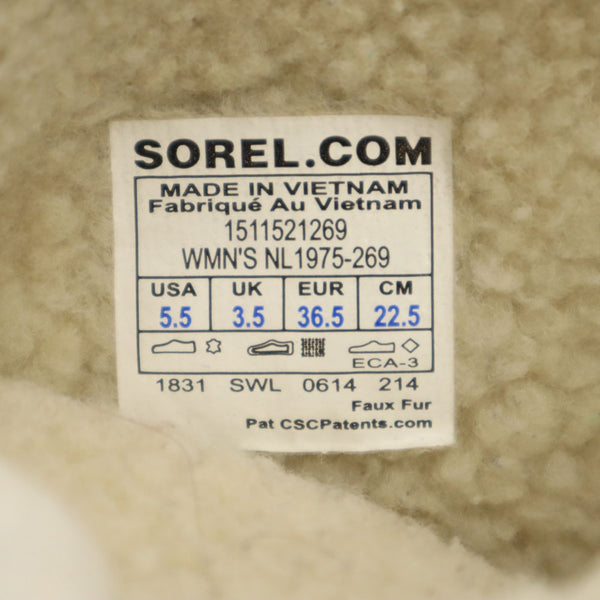 SOREL.COM
MADE IN VIETNAM
Fabriqué Au Vietnam
1511521269
WMN'S NL1975-269
USA UK EUR CM
5.5 3.5 36.5 22.5
ECA-3
1831 SWL 0614 214
Faux Fur
Pat CSCPatents.com